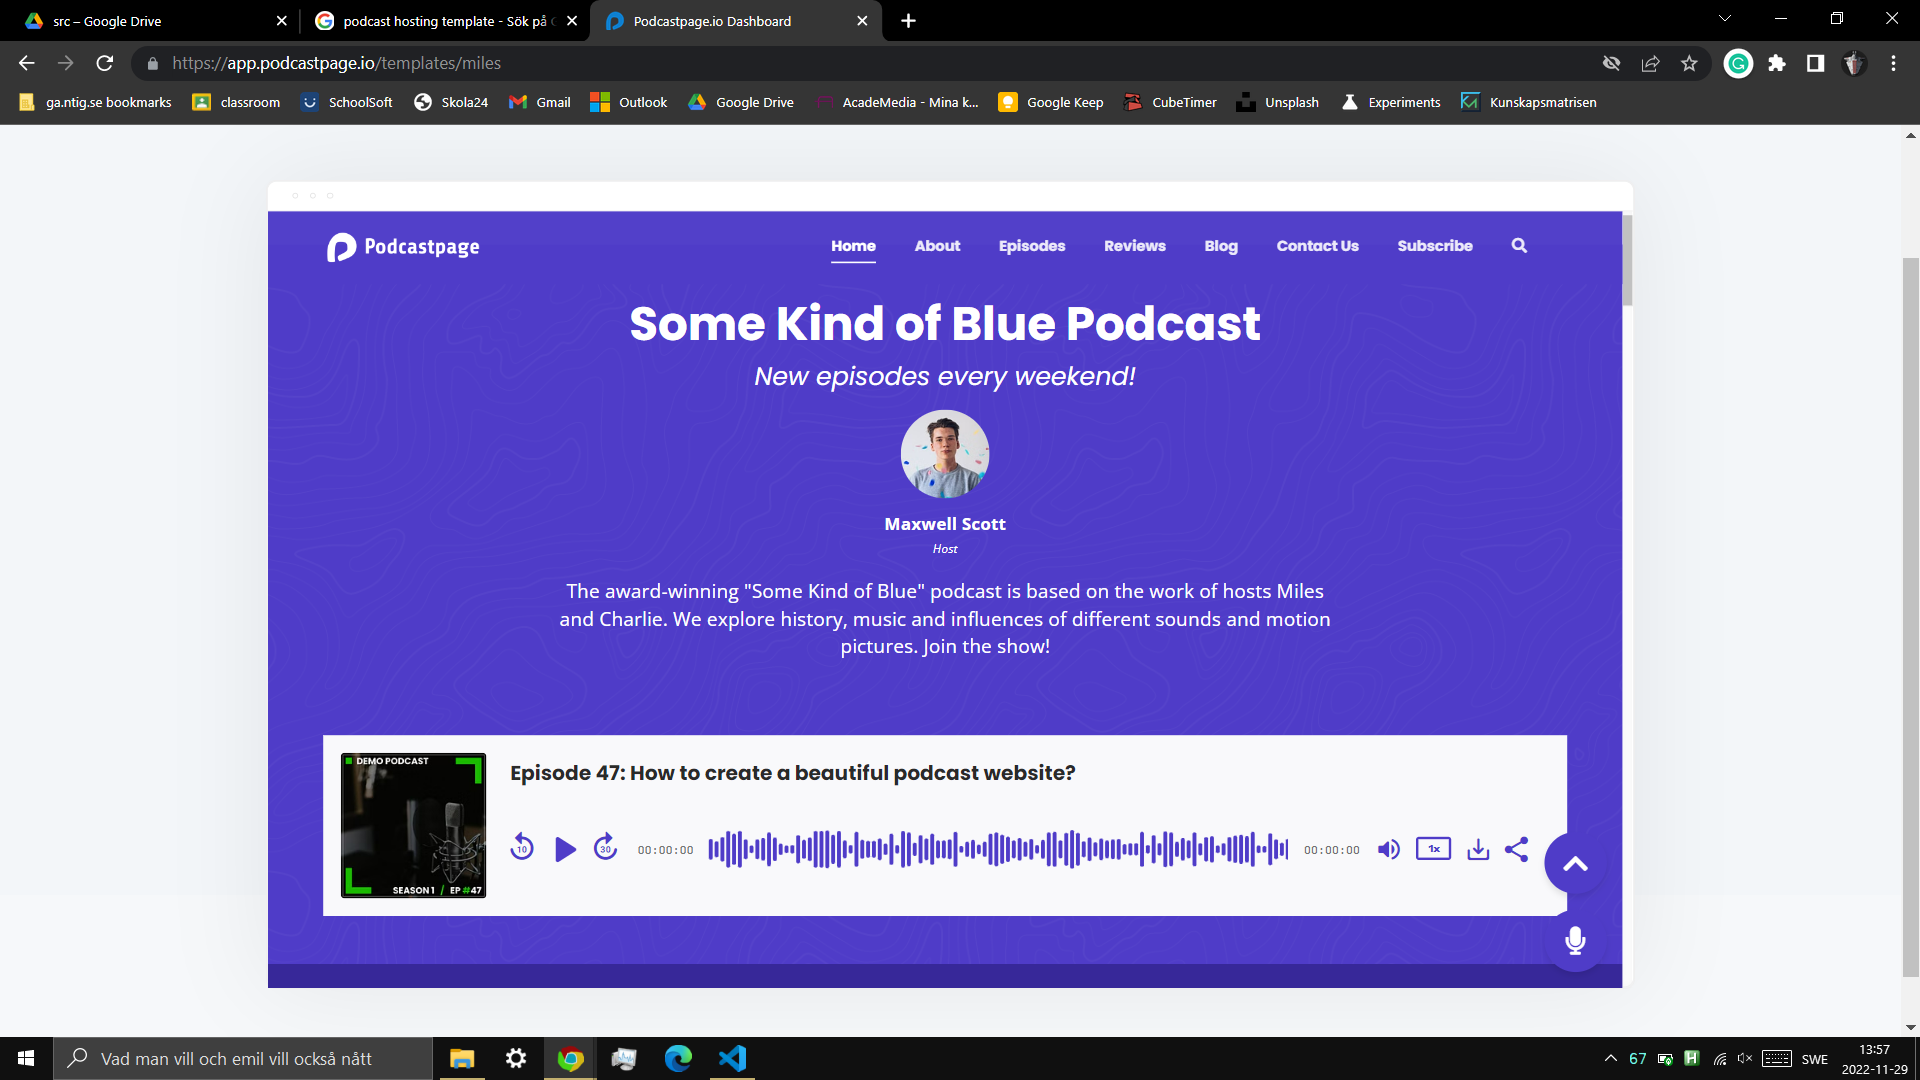 src – Google Drive
podcast hosting template - Sök på
Podcastpage.io Dashboard
https://app.podcastpage.io/templates/miles
ga.ntig.se bookmarks
classroom
SchoolSoft
Skola24
Gmail
Outlook
Google Drive
AcadeMedia - Mina k...
Google Keep
CubeTimer
Unsplash
Experiments
Kunskapsmatrisen
Podcastpage
Home
About
Episodes
Reviews
Blog
Contact Us
Subscribe
Some Kind of Blue Podcast
New episodes every weekend!
Maxwell Scott
Host
The award-winning "Some Kind of Blue" podcast is based on the work of hosts Miles
and Charlie. We explore history, music and influences of different sounds and motion
pictures. Join the show!
DEMO PODCAST
SEASON 1 / EP #47
Episode 47: How to create a beautiful podcast website?
10
30
00:00:00
00:00:00
1x
Vad man vill och emil vill också nått
67
SWE
13:57
2022-11-29